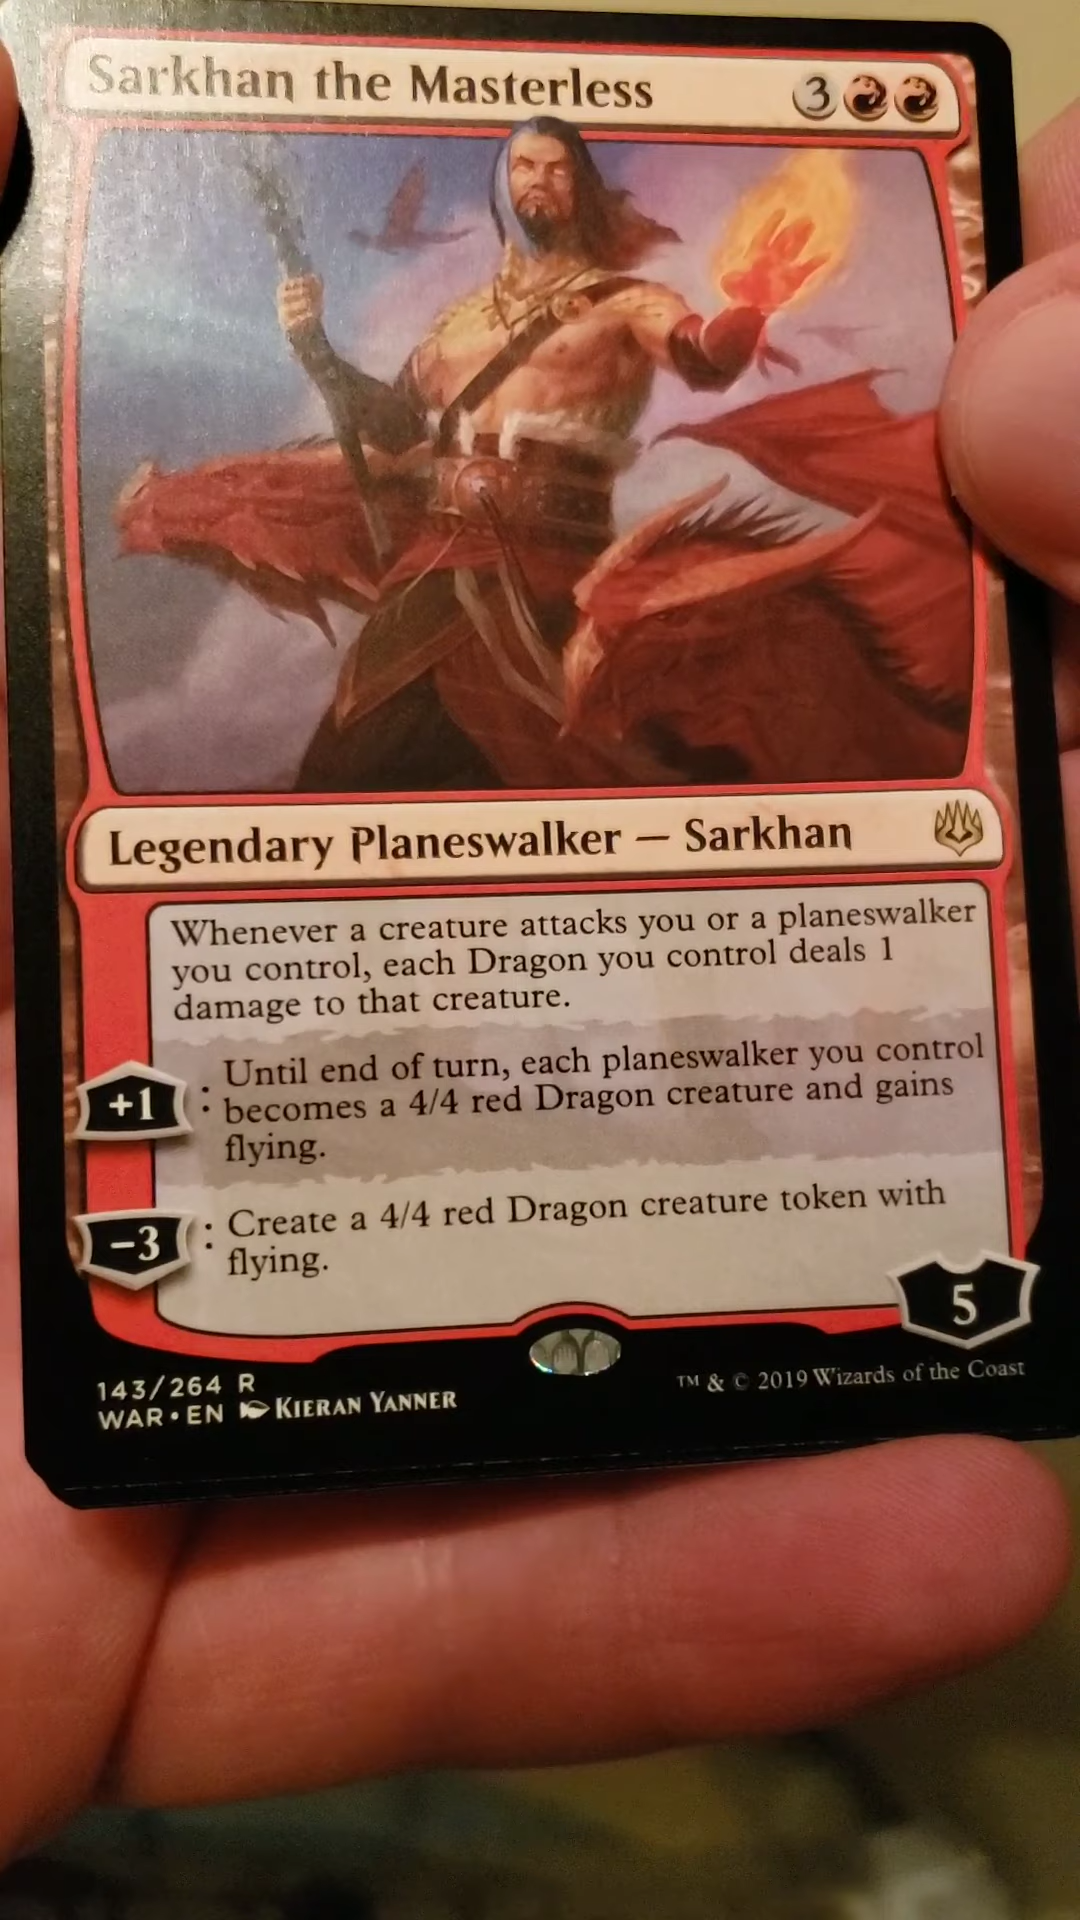 Sarkhan the Masterless 3
Legendary Planeswalker — Sarkhan
Whenever a creature attacks you or a planeswalker
you control, each Dragon you control deals 1
damage to that creature.
+1: Until end of turn, each planeswalker you control
becomes a 4/4 red Dragon creature and gains
flying.
−3: Create a 4/4 red Dragon creature token with
flying.
5
143/264 R
WAR • EN Kieran Yanner
™ & © 2019 Wizards of the Coast